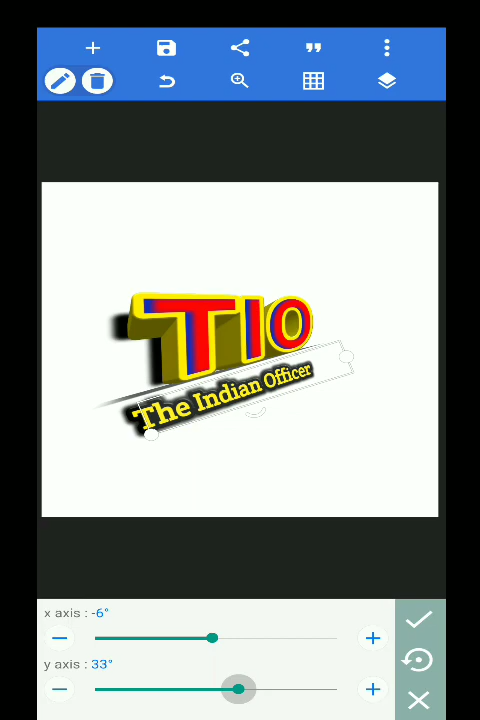 TIO
The Indian Officer
x axis : -6°
y axis : 33°